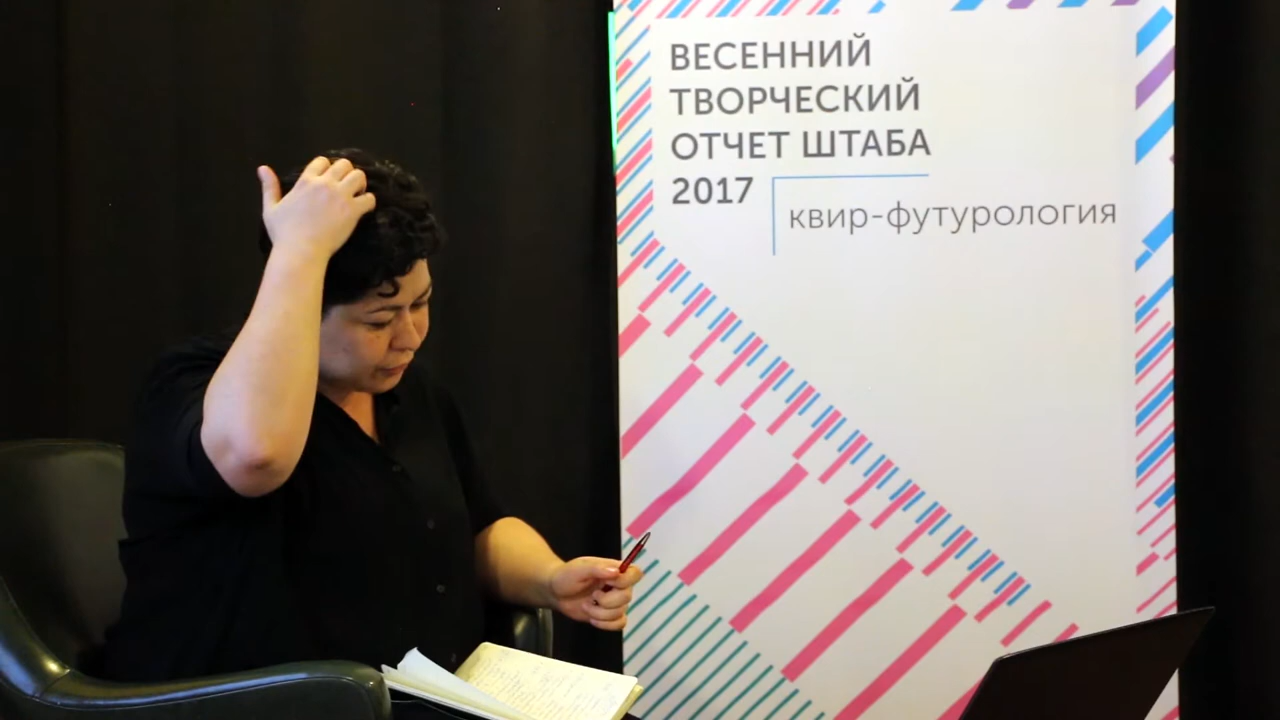 ВЕСЕННИЙ
ТВОРЧЕСКИЙ
ОТЧЕТ ШТАБА
2017
квир-футурология